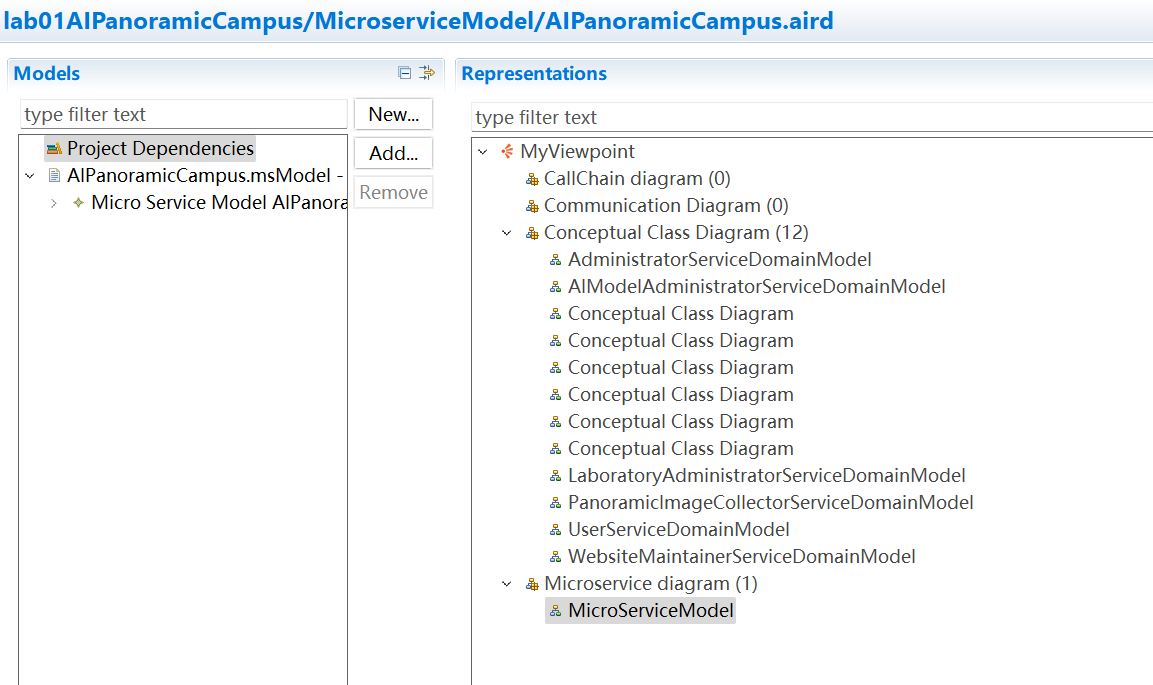 lab01AIPanoramicCampus/MicroserviceModel/AIPanoramicCampus.aird
Models
type filter text
New...
Add...
Remove
Project Dependencies
AIPanoramicCampus.msModel -
Micro Service Model AIPanora
Representations
type filter text
MyViewpoint
CallChain diagram (0)
Communication Diagram (0)
Conceptual Class Diagram (12)
AdministratorServiceDomainModel
AIModelAdministratorServiceDomainModel
Conceptual Class Diagram
Conceptual Class Diagram
Conceptual Class Diagram
Conceptual Class Diagram
Conceptual Class Diagram
Conceptual Class Diagram
LaboratoryAdministratorServiceDomainModel
PanoramicImageCollectorServiceDomainModel
UserServiceDomainModel
WebsiteMaintainerServiceDomainModel
Microservice diagram (1)
MicroServiceModel